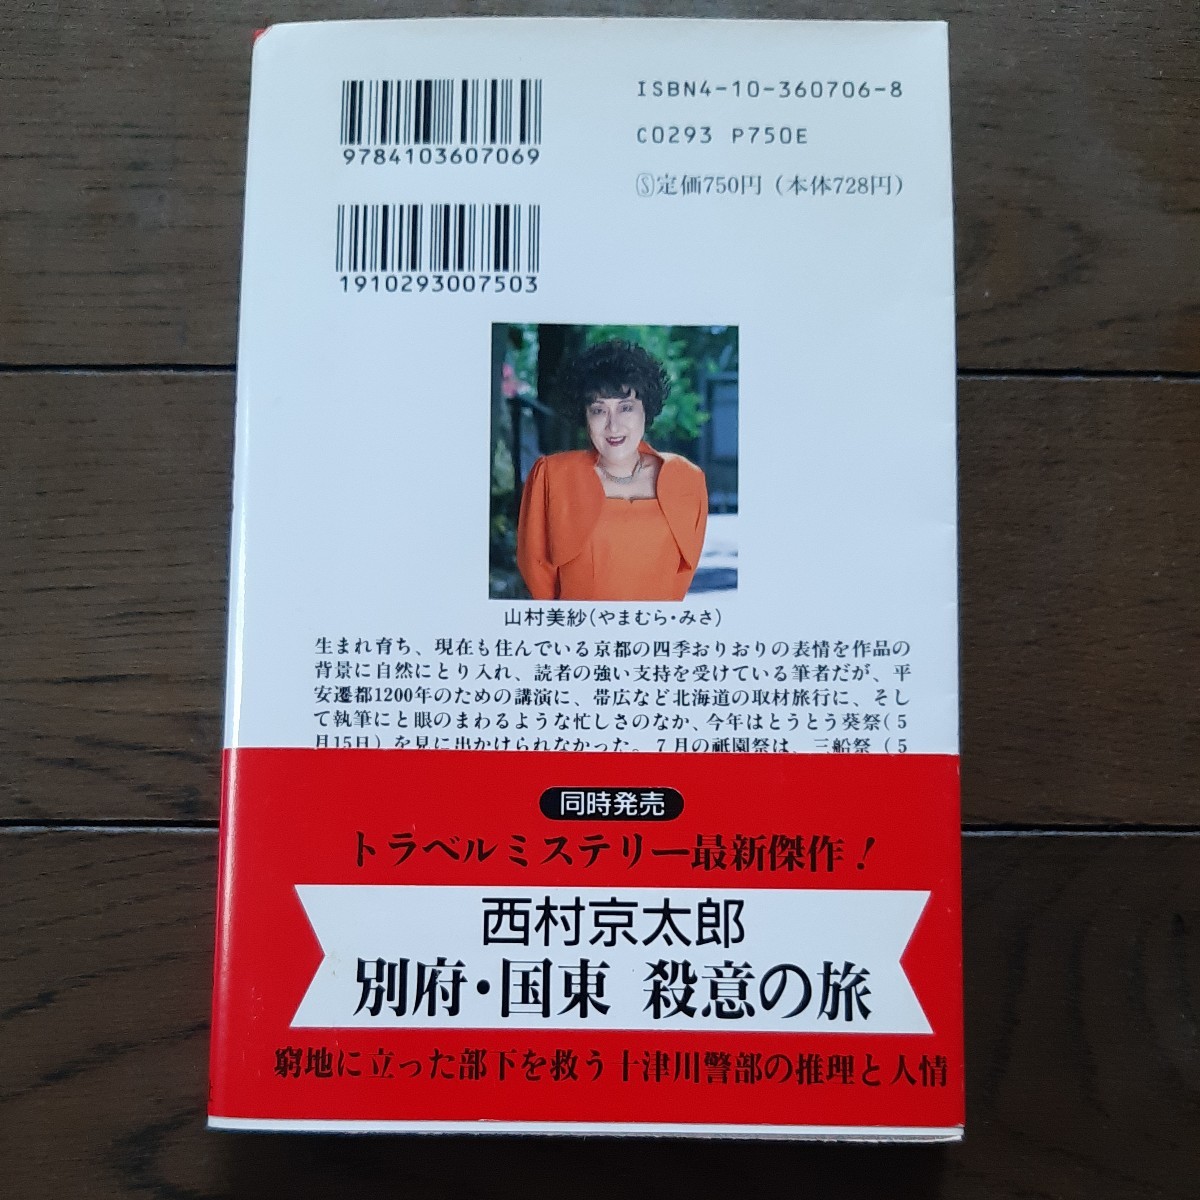 9784103607069
ISBN4-10-360706-8
C0293 P750E
Ⓢ定価750円(本体728円)
1910293007503
山村美紗(やまむら・みさ)
生まれ育ち、現在も住んでいる京都の四季おりおりの表情を作品の
背景に自然にとり入れ、読者の強い支持を受けている筆者だが、平
安遷都1200年のための講演に、帯広など北海道の取材旅行に、そし
て執筆にと眼のまわるような忙しさのなか、今年はとうとう葵祭(5
月15日)を見に出かけられなかった。7月の祇園祭は、三船祭(5
同時発売
トラベルミステリー最新傑作!
西村京太郎
別府・国東 殺意の旅
窮地に立った部下を救う十津川警部の推理と人情